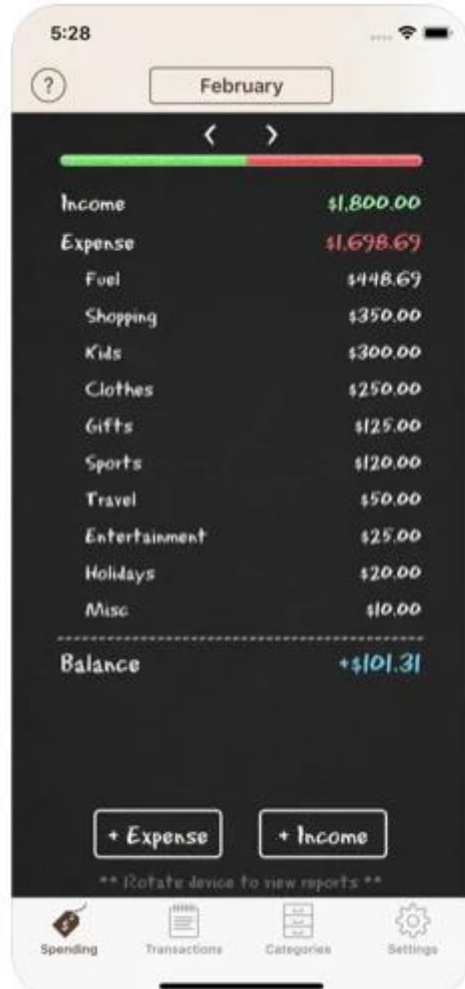 5:28
?
February
< >
Income $1,800.00
Expense $1,698.69
Fuel $448.69
Shopping $350.00
Kids $300.00
Clothes $250.00
Gifts $125.00
Sports $120.00
Travel $50.00
Entertainment $25.00
Holidays $20.00
Misc $10.00
Balance +$101.31
+ Expense + Income
** Rotate device to view reports **
Spending Transactions Categories Settings